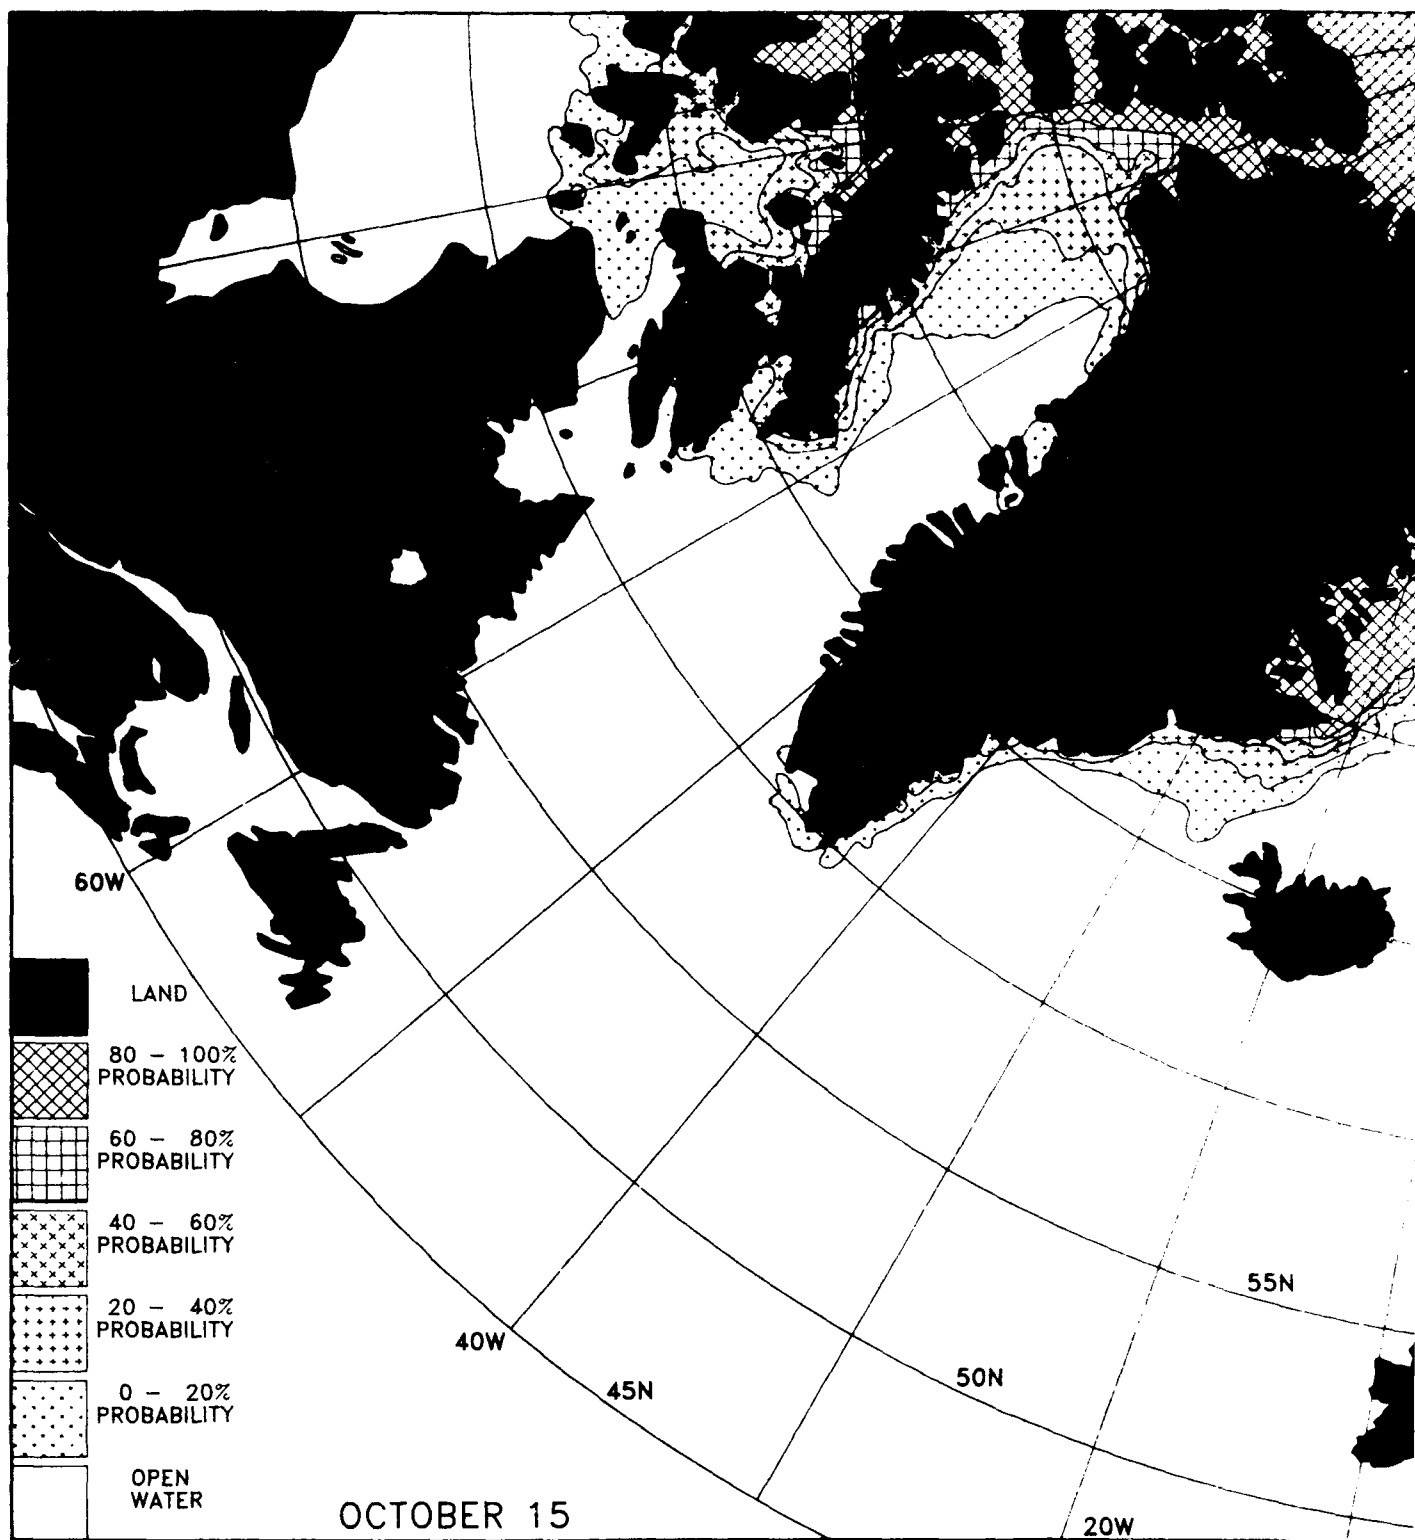 60W
LAND
80 – 100%
PROBABILITY
60 – 80%
PROBABILITY
40 – 60%
PROBABILITY
20 – 40%
PROBABILITY
0 – 20%
PROBABILITY
OPEN
WATER
OCTOBER 15
40W
45N
50N
55N
20W